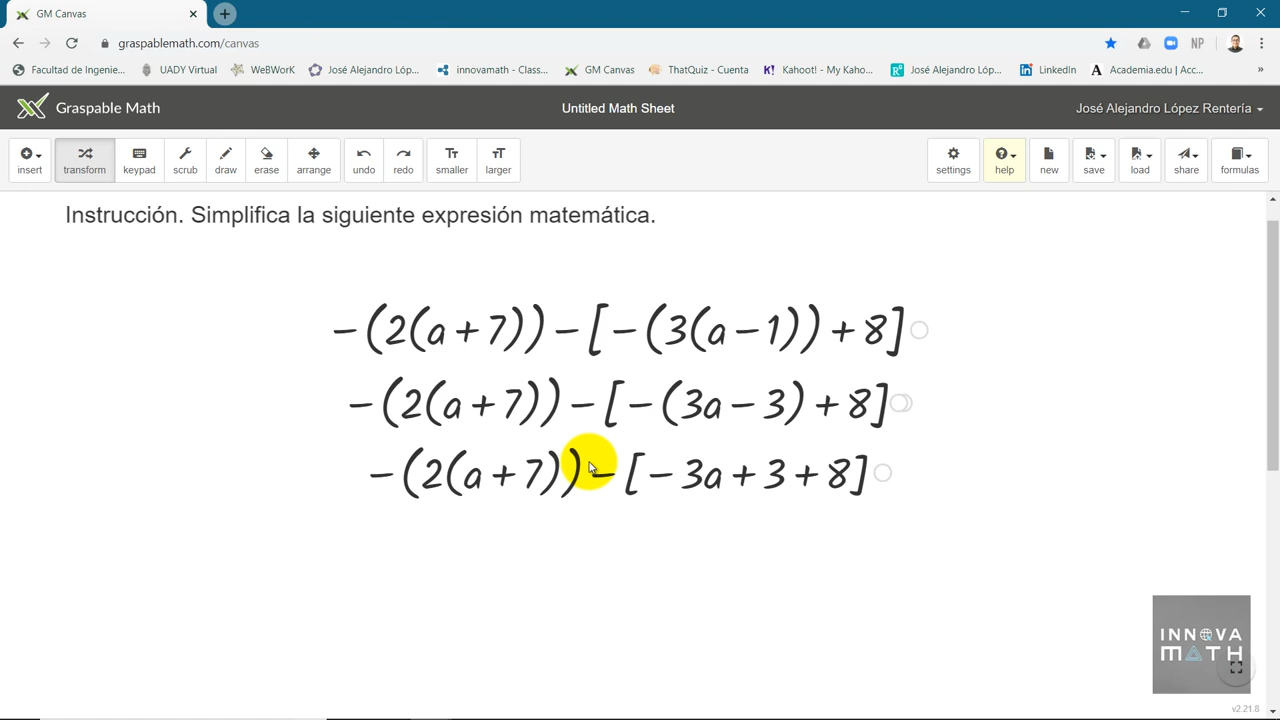 GM Canvas
graspablemath.com/canvas
NP
Facultad de Ingenie... UADY Virtual WeBWorK José Alejandro Lóp... innovamath - Class... GM Canvas ThatQuiz - Cuenta K! Kahoot! - My Kaho... José Alejandro Lóp... LinkedIn Academia.edu | Acc... »
Graspable Math Untitled Math Sheet José Alejandro López Rentería
insert transform keypad scrub draw erase arrange undo redo smaller larger settings help new save load share formulas
Instrucción. Simplifica la siguiente expresión matemática.
−(2(a+7))−[−(3(a−1))+8]
−(2(a+7))−[−(3a−3)+8]
−(2(a+7))−[−3a+3+8]
INNOVA
MATH
v2.21.8